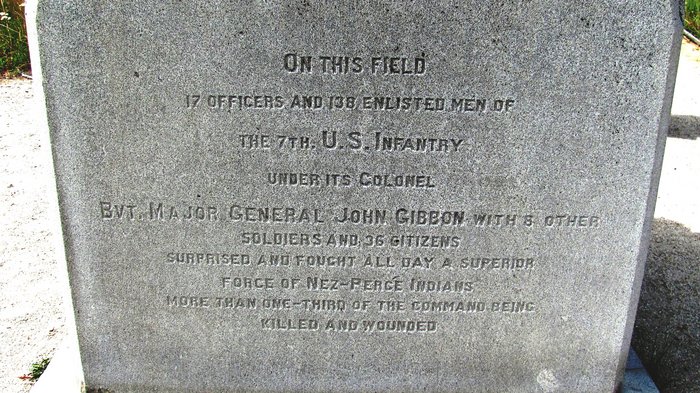 On this field
17 officers and 138 enlisted men of
the 7th. U.S. Infantry
under its Colonel
Bvt. Major General John Gibbon with 8 other
soldiers and 36 citizens
surprised and fought all day a superior
force of Nez-Perce Indians
more than one-third of the command being
killed and wounded